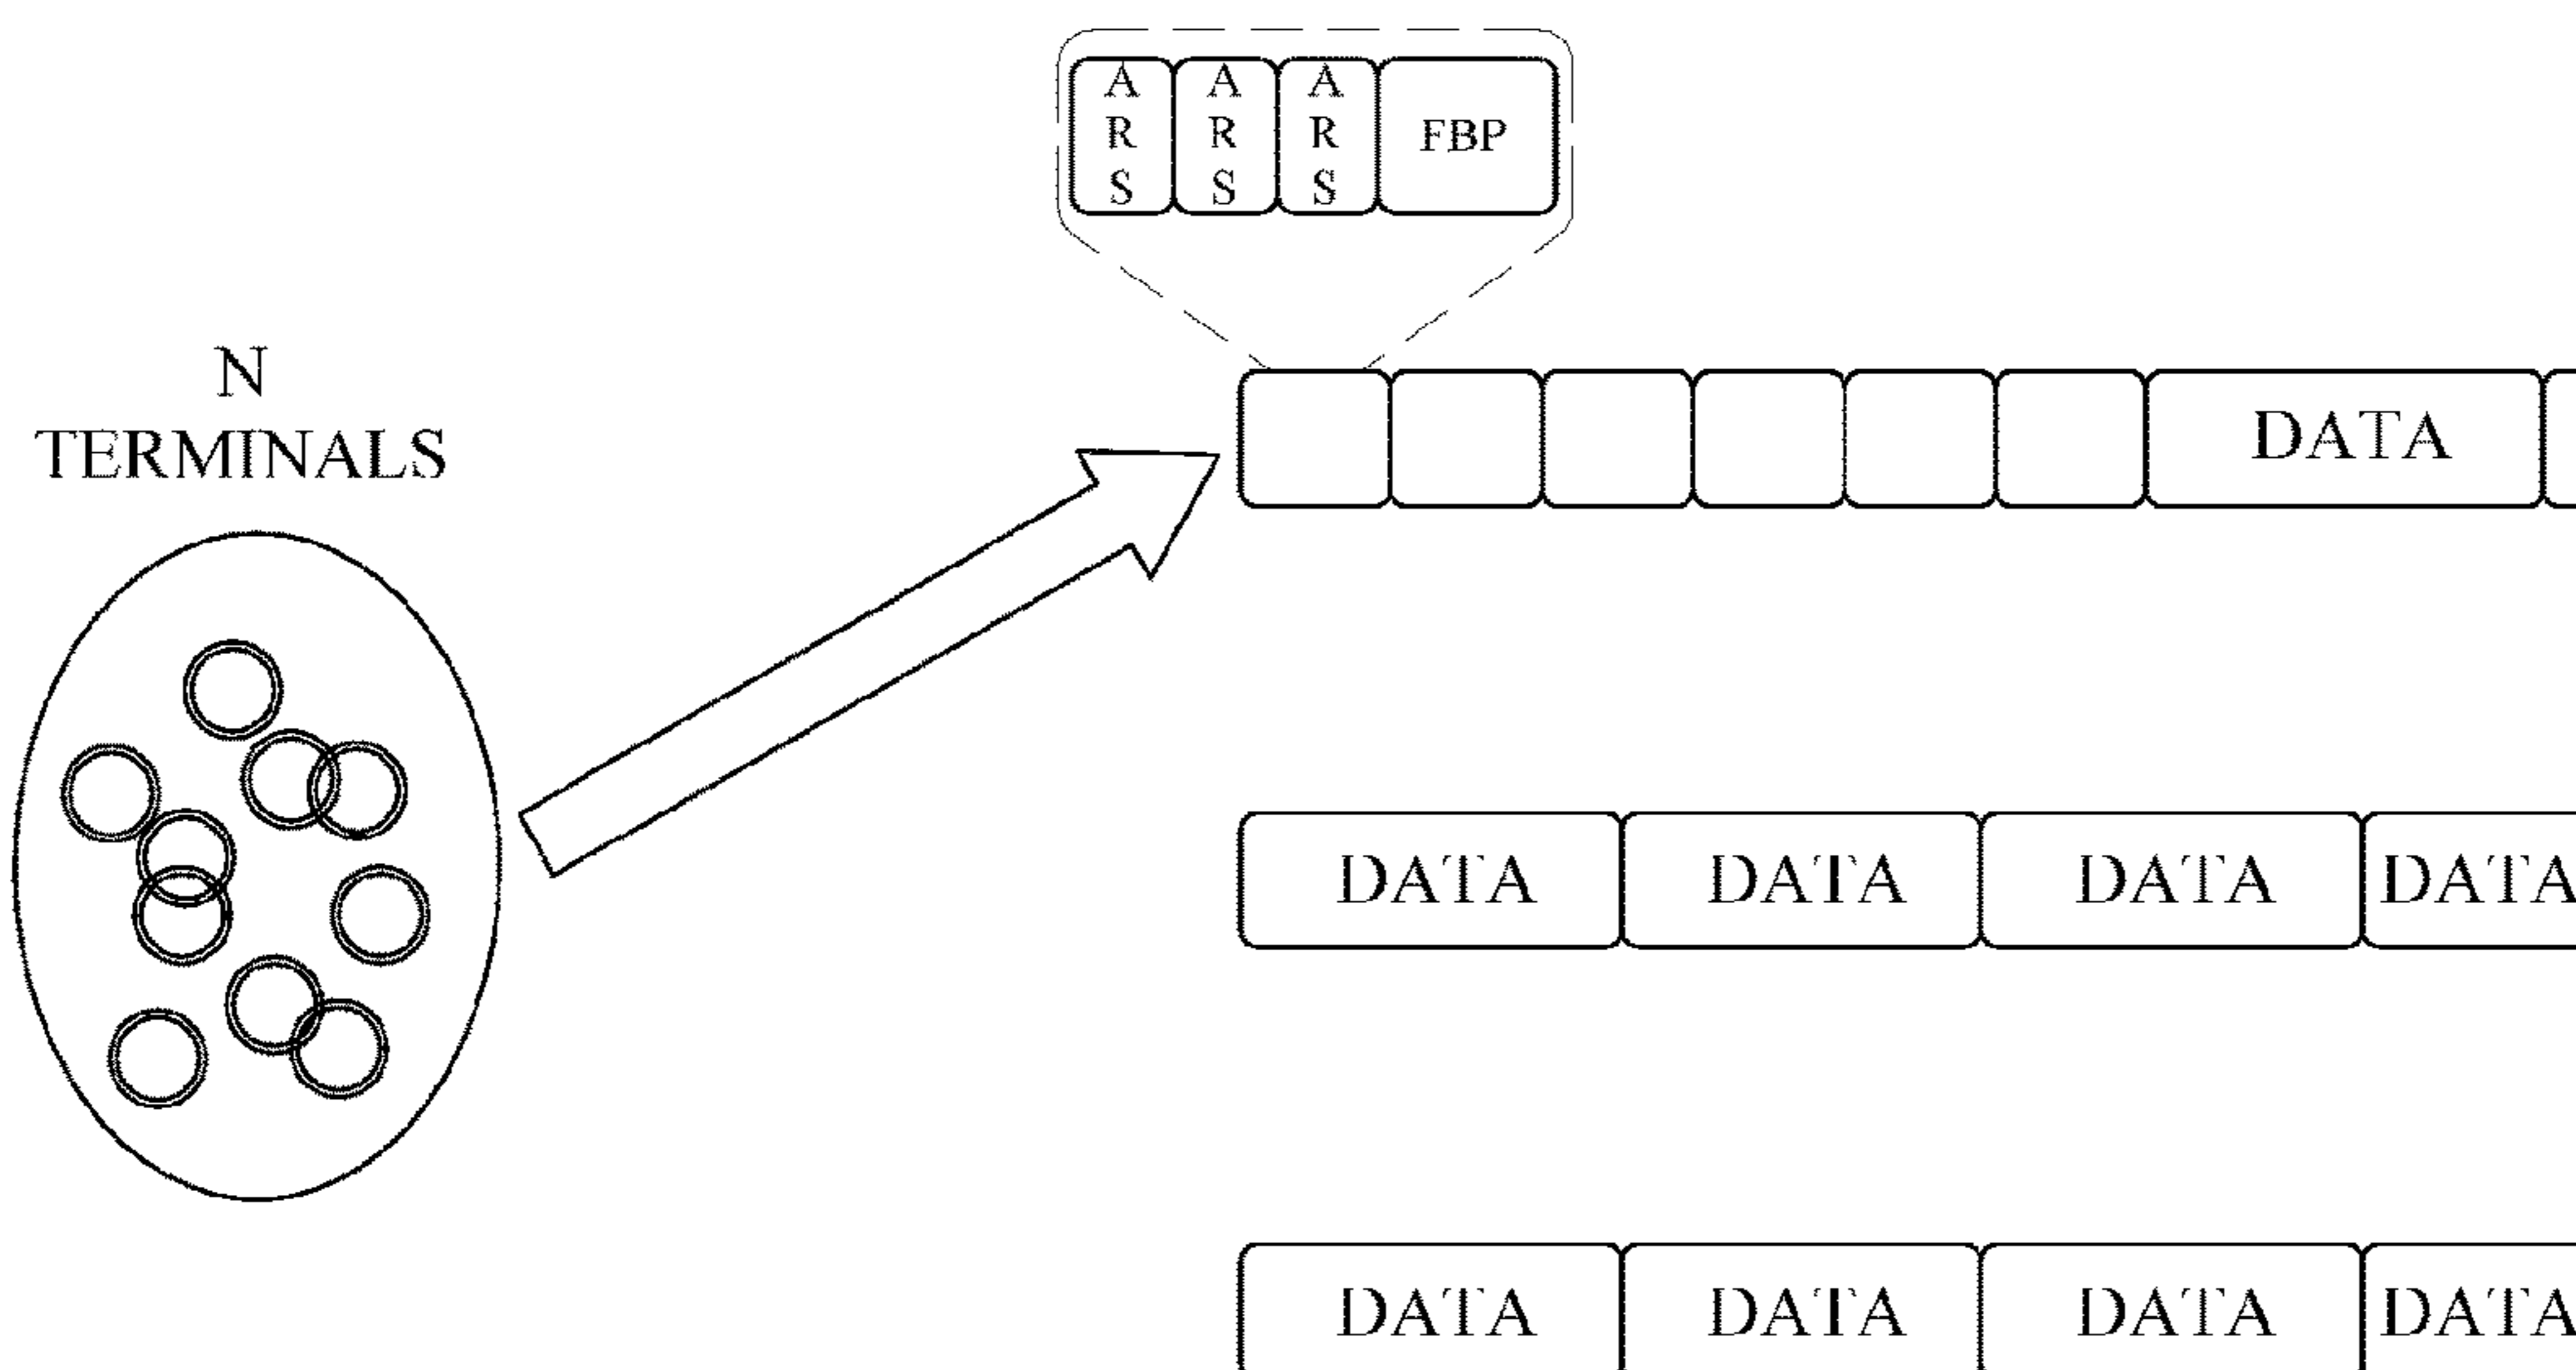 A A A
R R R FBP
S S S
N
TERMINALS
DATA
DATA DATA DATA DATA
DATA DATA DATA DATA